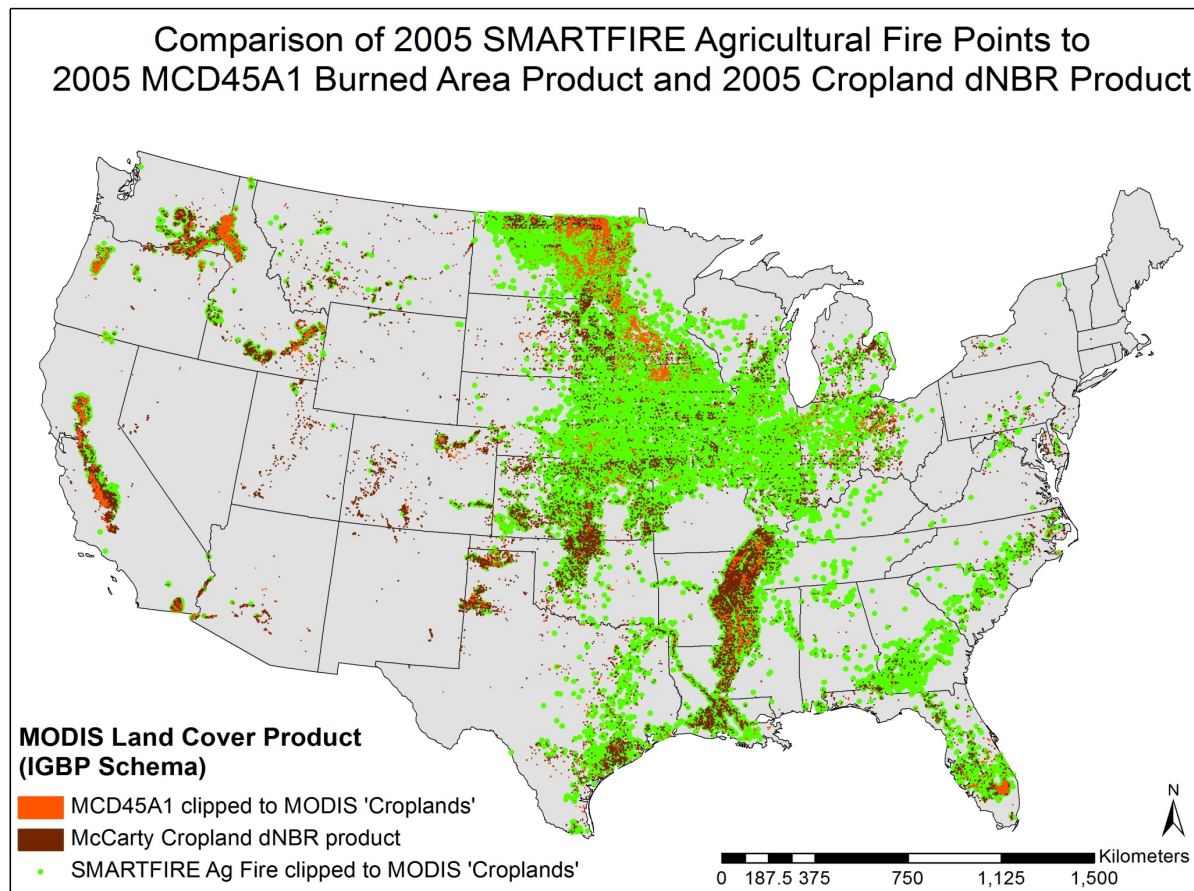 Comparison of 2005 SMARTFIRE Agricultural Fire Points to
2005 MCD45A1 Burned Area Product and 2005 Cropland dNBR Product
MODIS Land Cover Product
(IGBP Schema)
MCD45A1 clipped to MODIS 'Croplands'
McCarty Cropland dNBR product
SMARTFIRE Ag Fire clipped to MODIS 'Croplands'
N
Kilometers
0 187.5 375 750 1,125 1,500